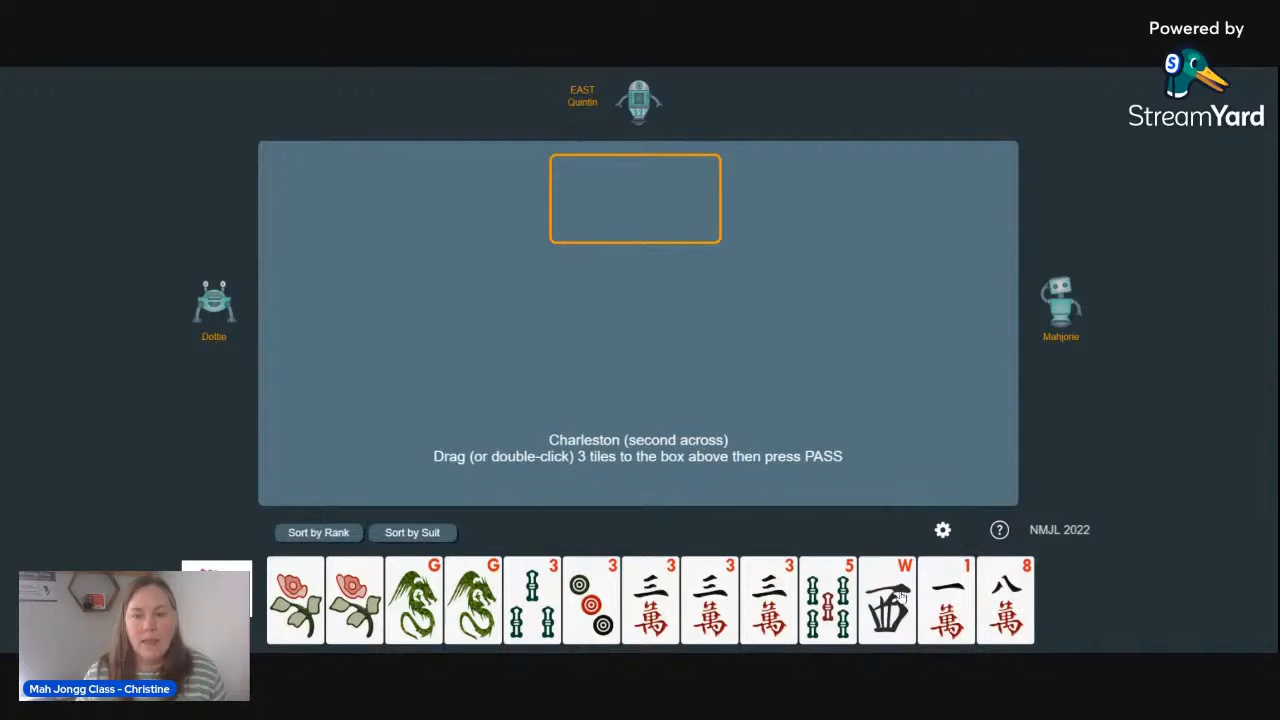 Powered by
S
StreamYard
EAST
Quintin
Dottie
Mahjorie
Charleston (second across)
Drag (or double-click) 3 tiles to the box above then press PASS
Sort by Rank
Sort by Suit
?
NMJL 2022
G
G
3
3
3
3
3
5
W
1
8
三 三 三 西 一 八
萬 萬 萬 萬 萬
Mah Jongg Class - Christine